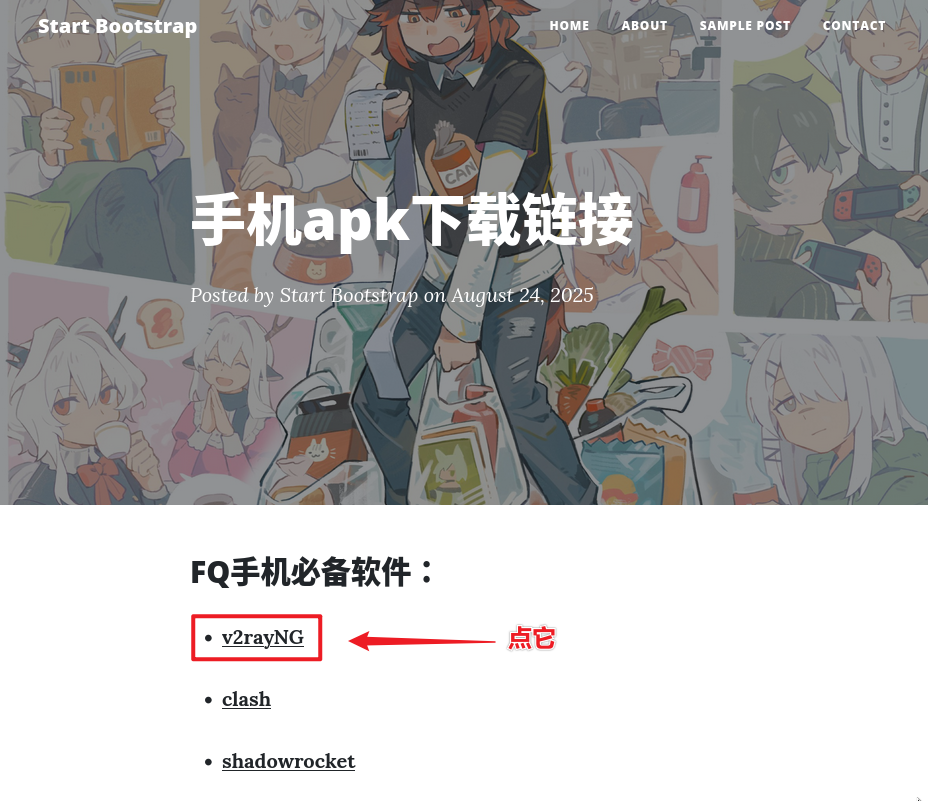 Start Bootstrap
HOME ABOUT SAMPLE POST CONTACT
CAN
手机apk下载链接
Posted by Start Bootstrap on August 24, 2025
FQ手机必备软件：
v2rayNG
点它
clash
shadowrocket